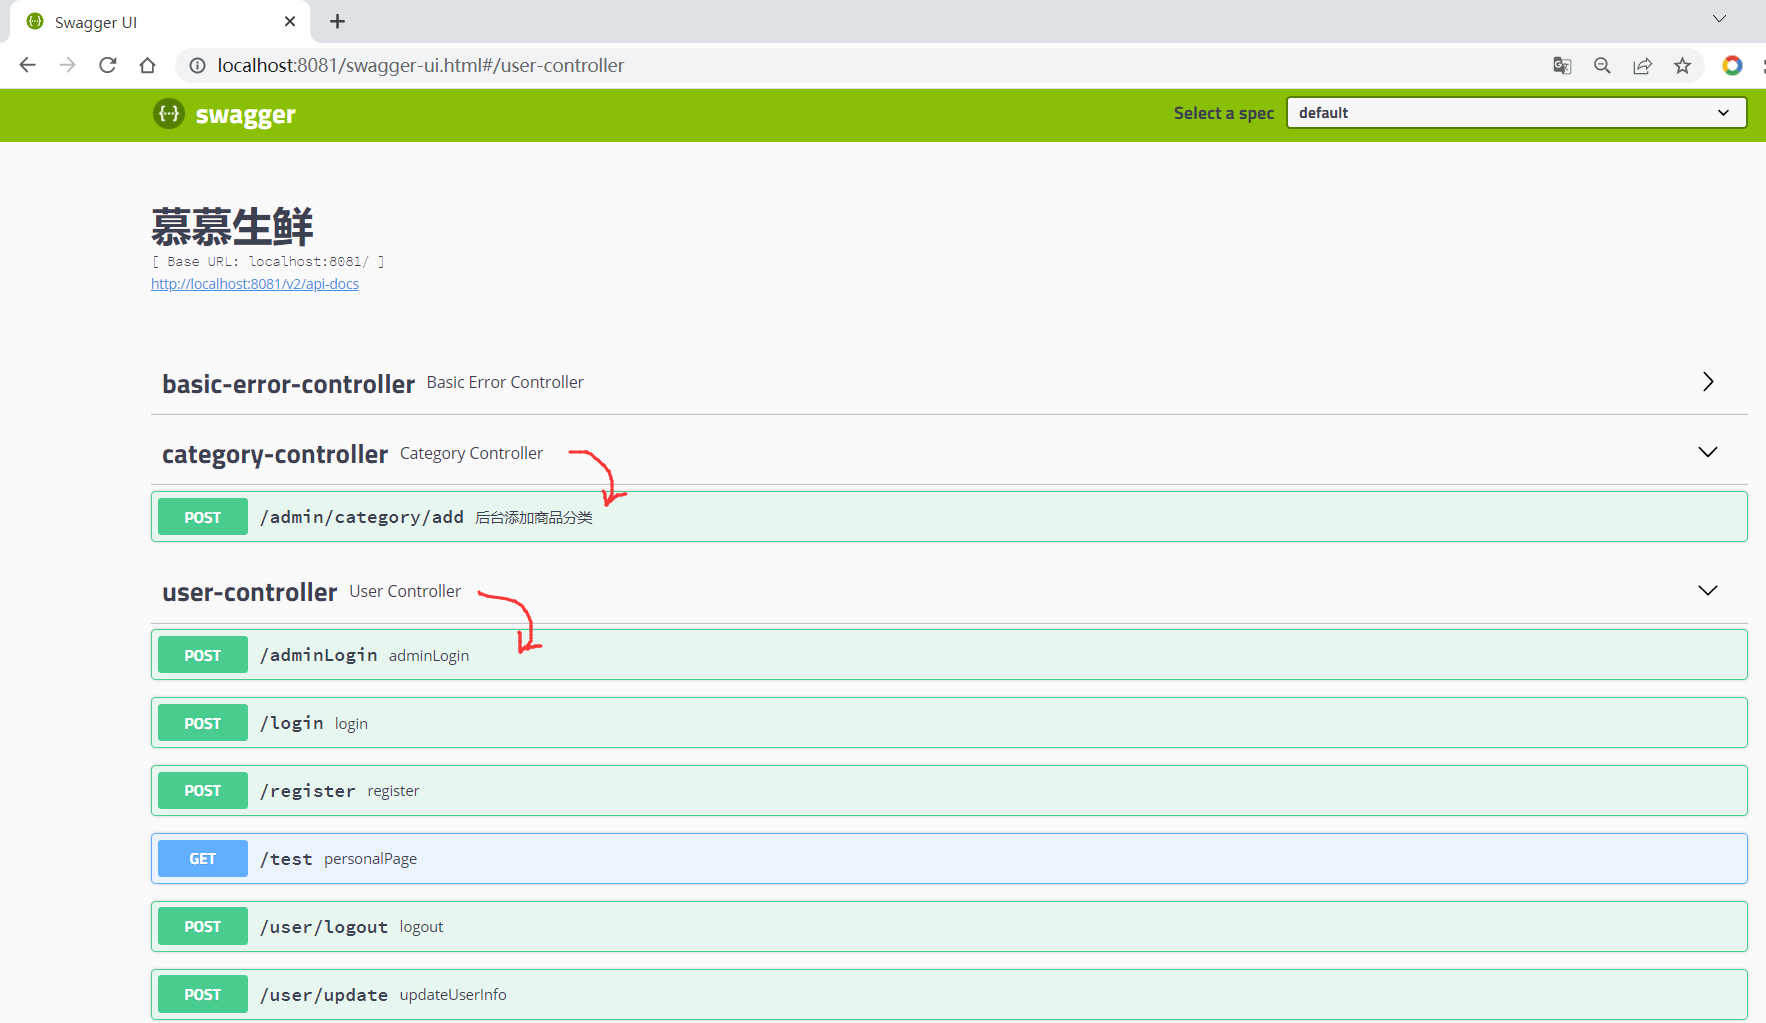 Swagger UI
localhost:8081/swagger-ui.html#/user-controller
swagger
Select a spec default
慕慕生鲜
[ Base URL: localhost:8081/ ]
http://localhost:8081/v2/api-docs
basic-error-controller Basic Error Controller
category-controller Category Controller
POST /admin/category/add 后台添加商品分类
user-controller User Controller
POST /adminLogin adminLogin
POST /login login
POST /register register
GET /test personalPage
POST /user/logout logout
POST /user/update updateUserInfo